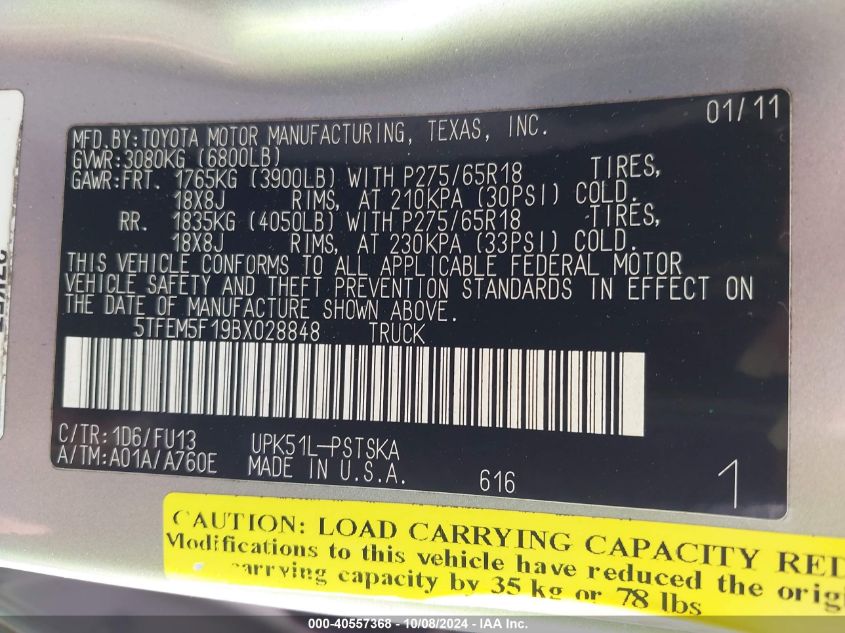 01/11
MFD.BY:TOYOTA MOTOR MANUFACTURING, TEXAS, INC.
GVWR:3080KG (6800LB)
GAWR:FRT. 1765KG (3900LB) WITH P275/65R18 TIRES,
18X8J RIMS, AT 210KPA (30PSI) COLD.
RR. 1835KG (4050LB) WITH P275/65R18 TIRES,
18X8J RIMS, AT 230KPA (33PSI) COLD.
THIS VEHICLE CONFORMS TO ALL APPLICABLE FEDERAL MOTOR
VEHICLE SAFETY AND THEFT PREVENTION STANDARDS IN EFFECT ON
THE DATE OF MANUFACTURE SHOWN ABOVE.
5TFEM5F19BX028848 TRUCK
C/TR:1D6/FU13 UPK51L-PSTSKA
A/TM:A01A/A760E MADE IN U.S.A. 616 1
CAUTION: LOAD CARRYING CAPACITY RED
Modifications to this vehicle have reduced the origi
carrying capacity by 35 kg or 78 lbs
000-40557368 - 10/08/2024 - IAA Inc.